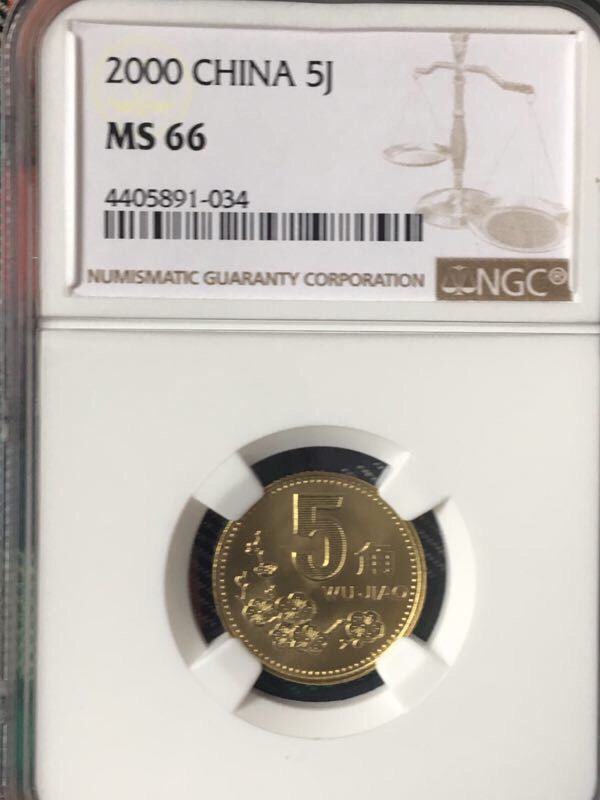 2000 CHINA 5J
MS 66
4405891-034
NUMISMATIC GUARANTY CORPORATION
NGC®
5角
WU JIAO